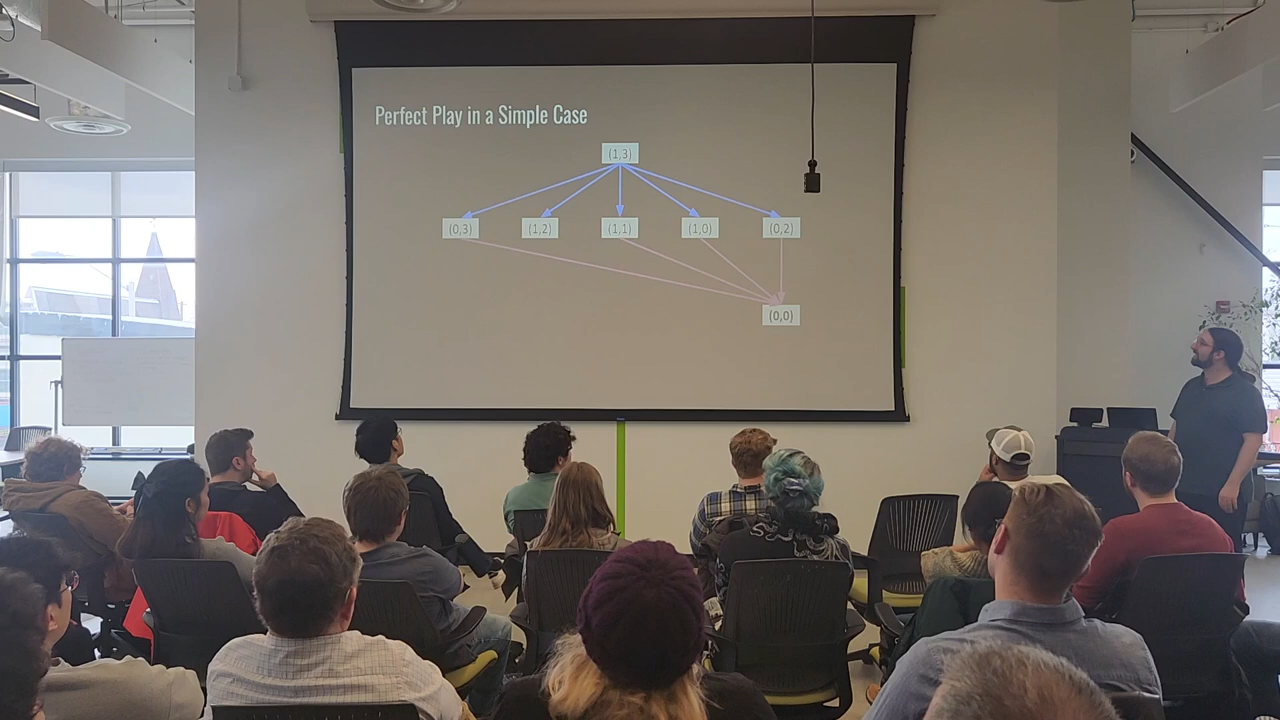 Perfect Play in a Simple Case
(1,3)
(0,3) (1,2) (1,1) (1,0) (0,2)
(0,0)